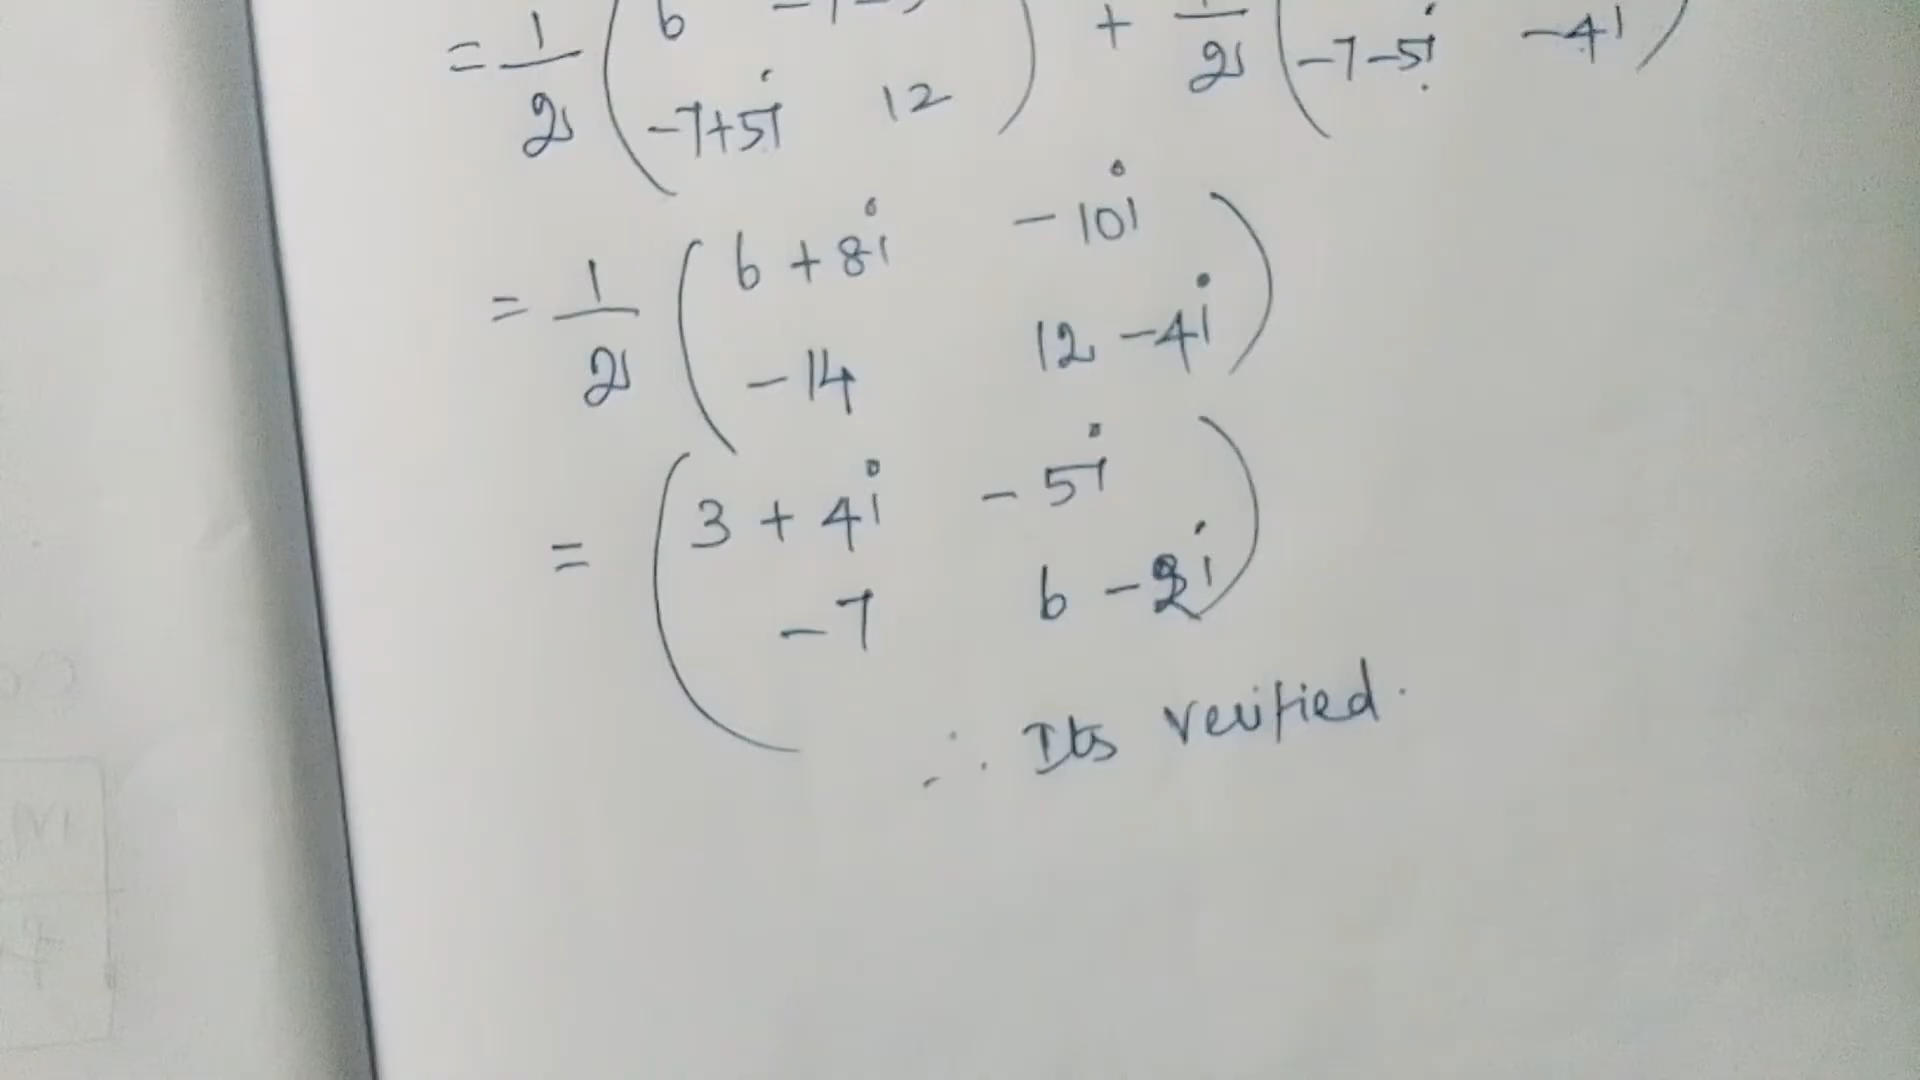 = 1/2 ( 6
-7+5i 12 ) + 1/2 ( -7-5i -4i )
= 1/2 ( 6+8i -10i
-14 12-4i )
= ( 3+4i -5i
-7 6-2i )
∴ Its verified.